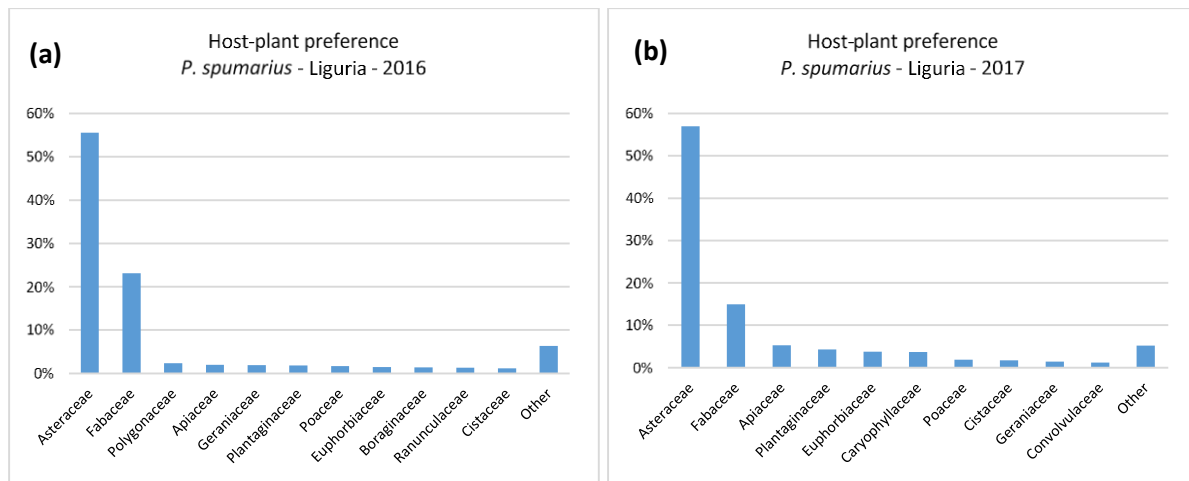 (a)
Host-plant preference
P. spumarius - Liguria - 2016
60%
50%
40%
30%
20%
10%
0%
Asteraceae
Fabaceae
Polygonaceae
Apiaceae
Geraniaceae
Plantaginaceae
Poaceae
Euphorbiaceae
Boraginaceae
Ranunculaceae
Cistaceae
Other
(b)
Host-plant preference
P. spumarius - Liguria - 2017
60%
50%
40%
30%
20%
10%
0%
Asteraceae
Fabaceae
Apiaceae
Plantaginaceae
Euphorbiaceae
Caryophyllaceae
Poaceae
Cistaceae
Geraniaceae
Convolvulaceae
Other